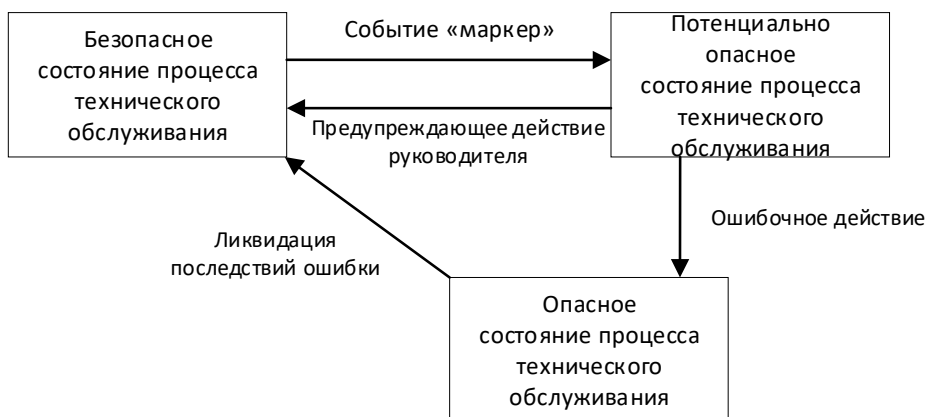 Безопасное
состояние процесса
технического
обслуживания
Событие «маркер»
Потенциально
опасное
состояние процесса
технического
обслуживания
Предупреждающее действие
руководителя
Ошибочное действие
Ликвидация
последствий ошибки
Опасное
состояние процесса
технического
обслуживания